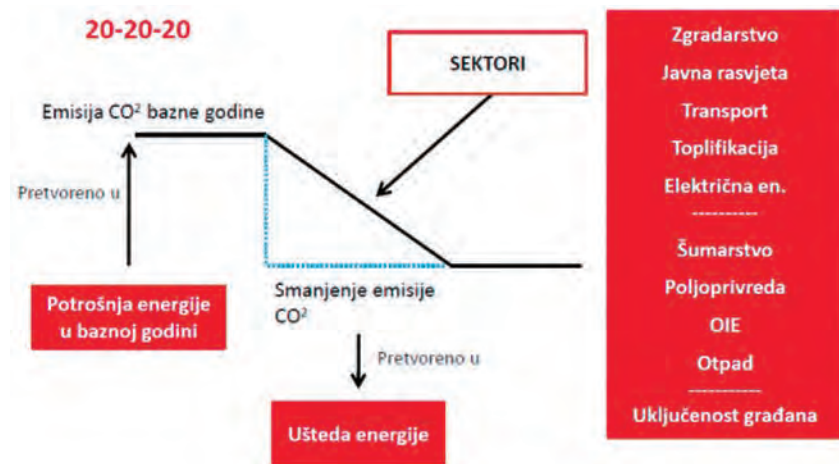 20-20-20
SEKTORI
Emisija CO² bazne godine
Pretvoreno u
Potrošnja energije
u baznoj godini
Smanjenje emisije
CO²
Pretvoreno u
Ušteda energije
Zgradarstvo
Javna rasvjeta
Transport
Toplifikacija
Električna en.
----------
Šumarstvo
Poljoprivreda
OIE
Otpad
-----------
Uključenost građana